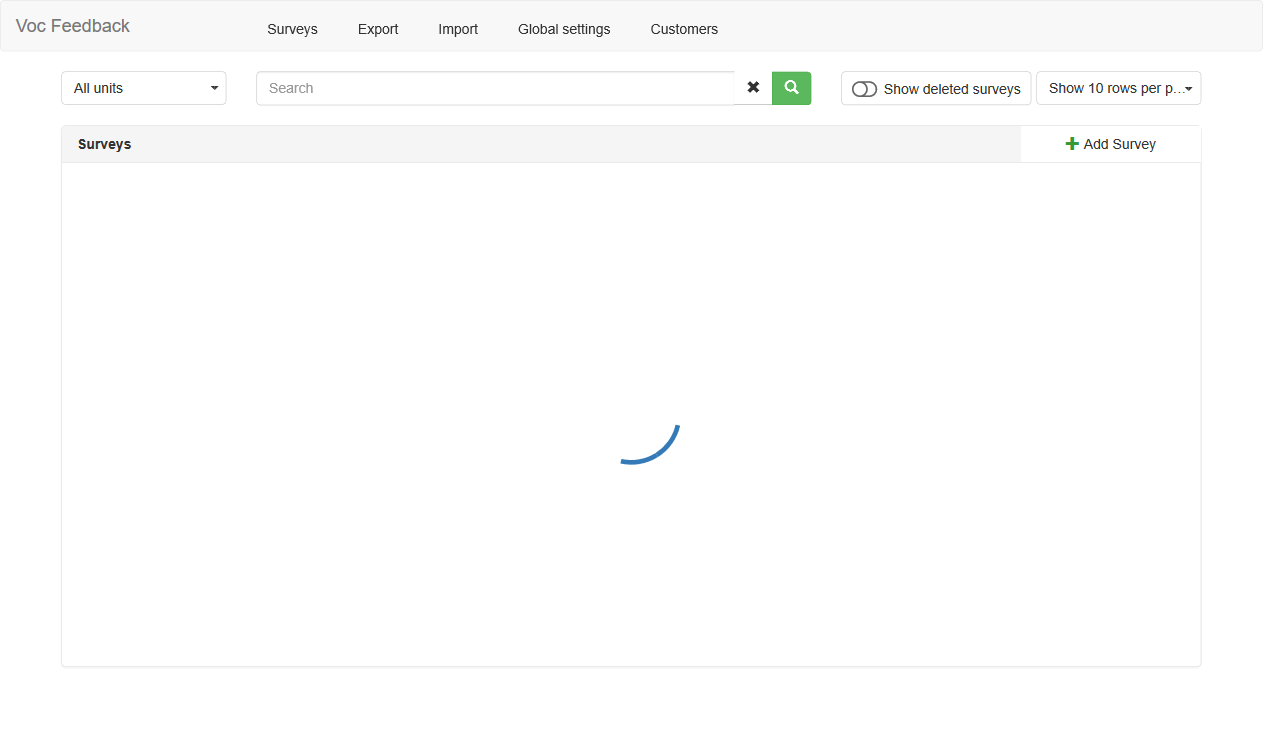 Voc Feedback
Surveys
Export
Import
Global settings
Customers
All units
Search
Show deleted surveys
Show 10 rows per p...
Surveys
Add Survey